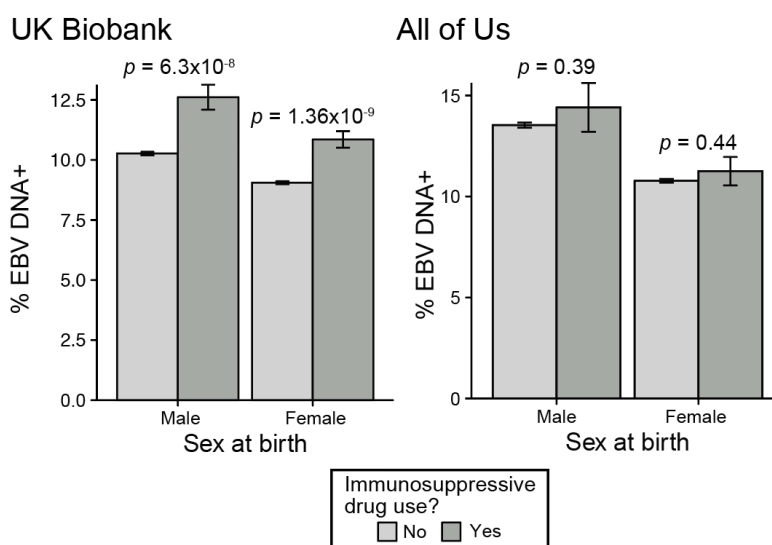 UK Biobank
% EBV DNA+
12.5
10.0
7.5
5.0
2.5
0.0
p = 6.3x10⁻⁸
p = 1.36x10⁻⁹
Male Female
Sex at birth
All of Us
% EBV DNA+
15
10
5
0
p = 0.39
p = 0.44
Male Female
Sex at birth
Immunosuppressive
drug use?
No Yes